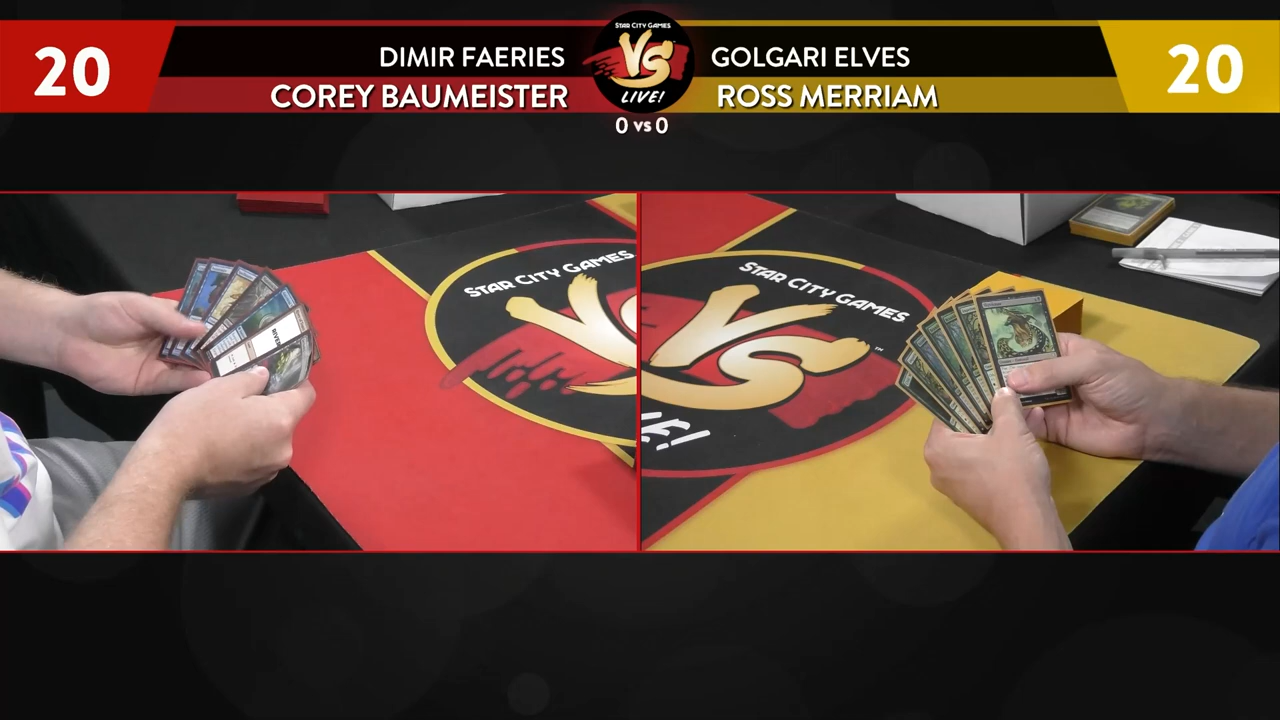 20
DIMIR FAERIES
COREY BAUMEISTER
STAR CITY GAMES
VS
LIVE!
GOLGARI ELVES
ROSS MERRIAM
20
0 VS 0
STAR CITY GAMES
STAR CITY GAMES
VS